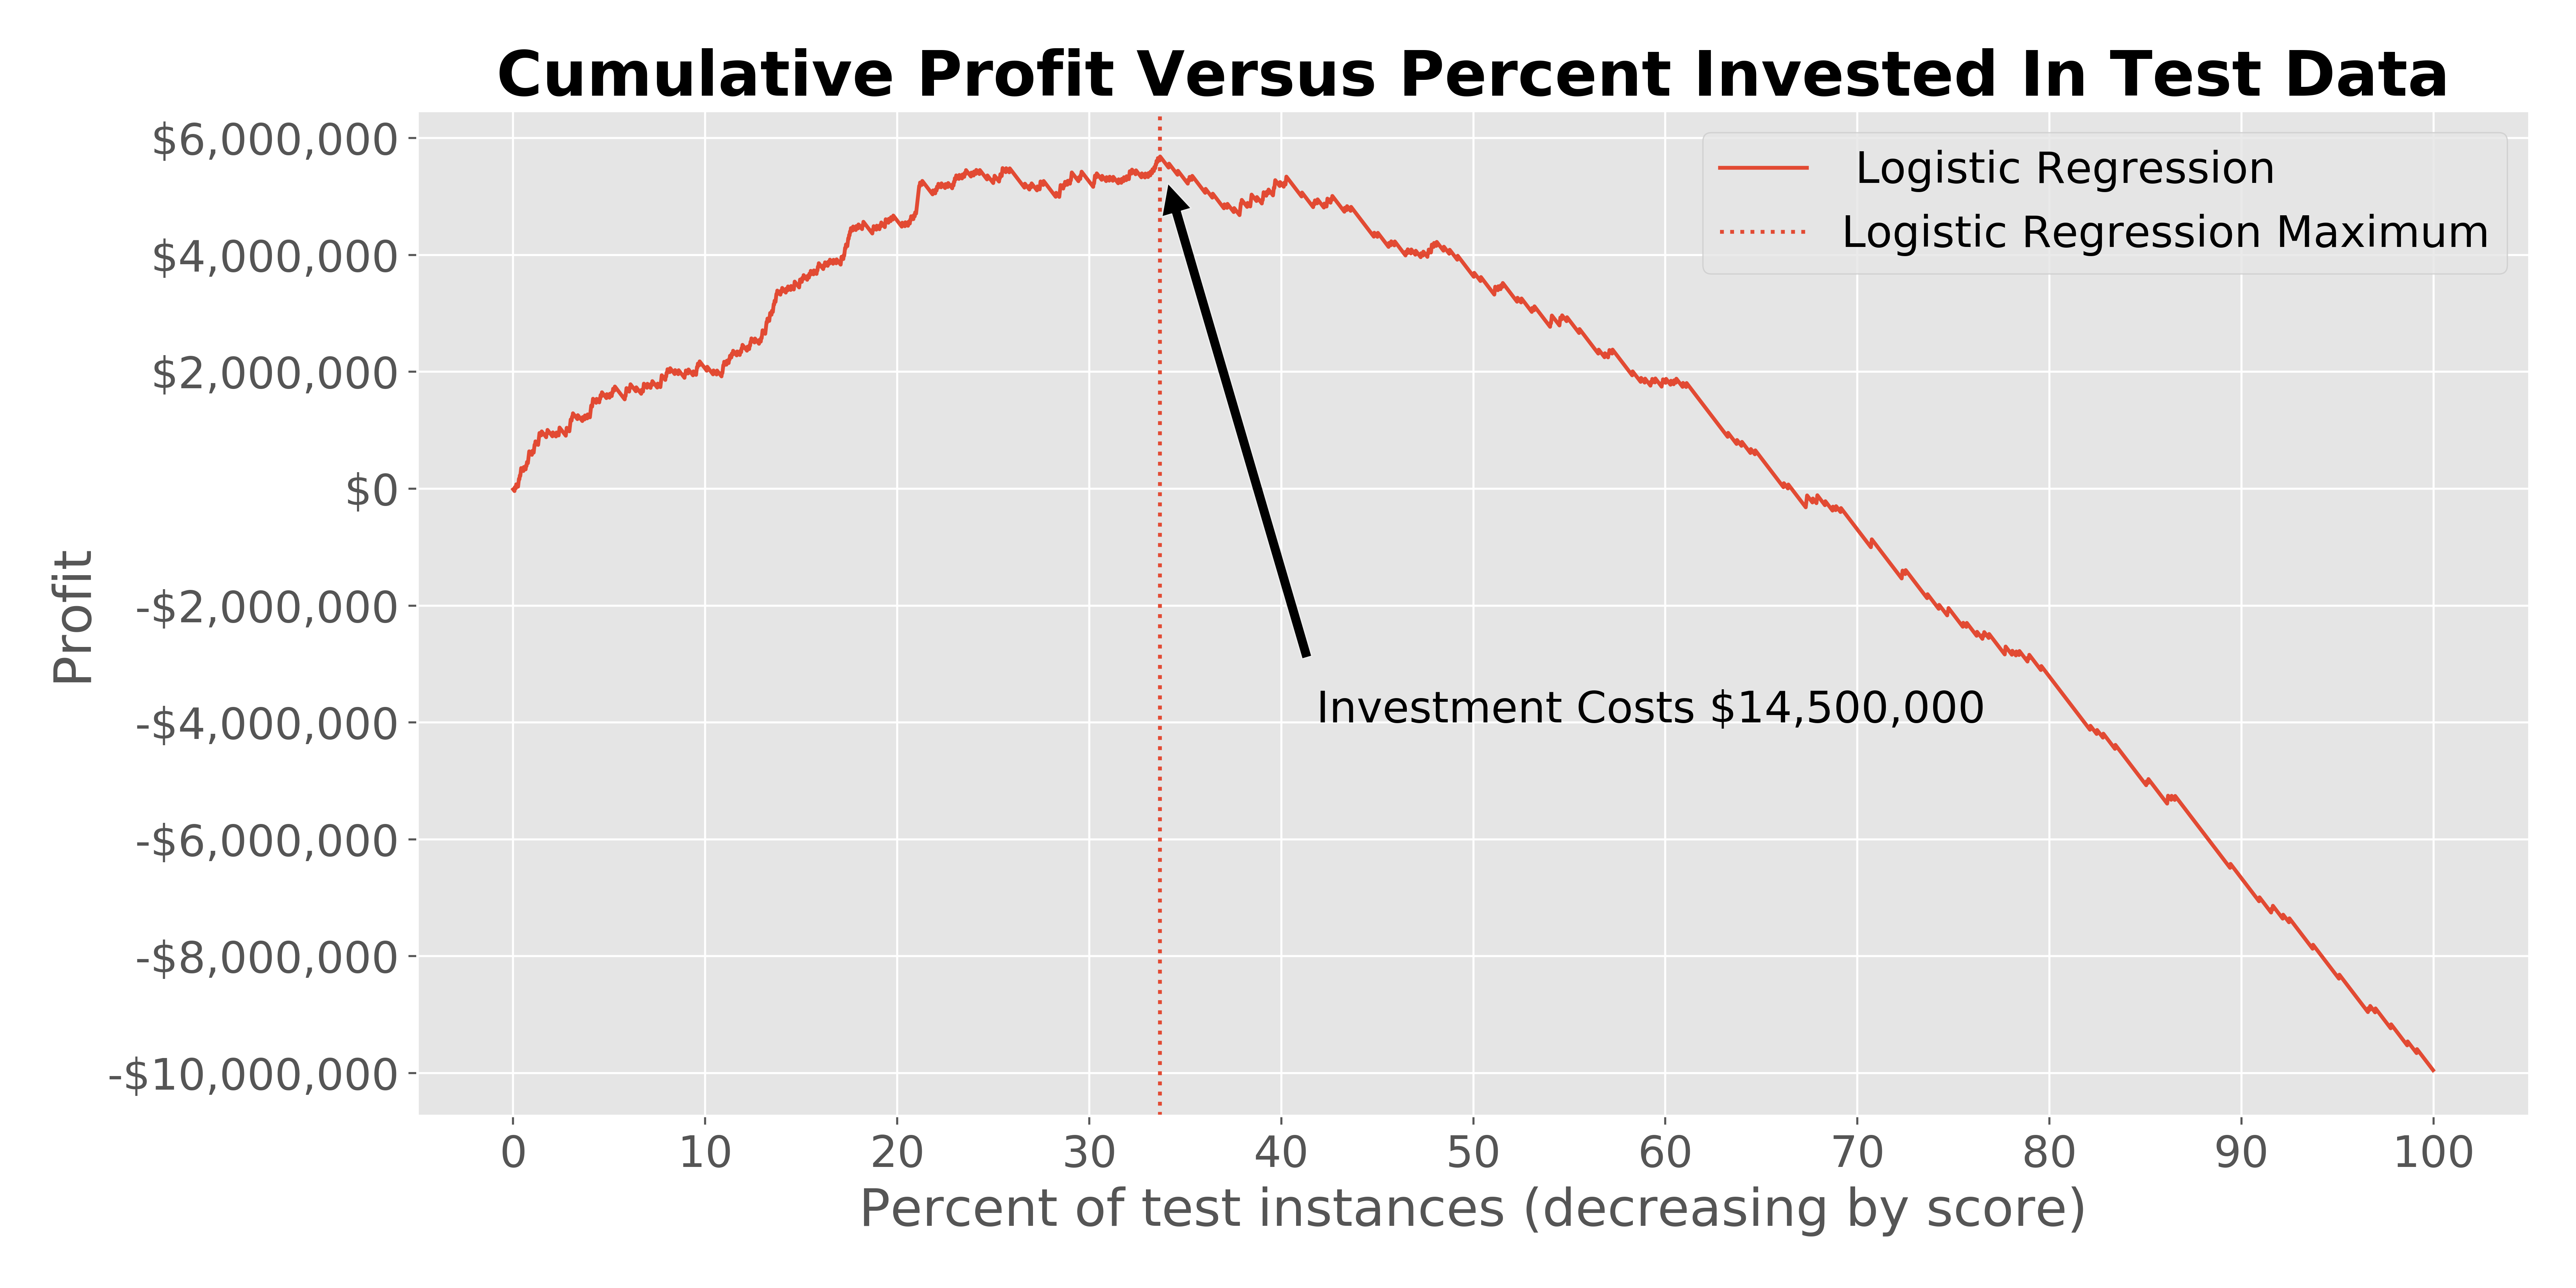 Cumulative Profit Versus Percent Invested In Test Data
$6,000,000
$4,000,000
$2,000,000
$0
-$2,000,000
-$4,000,000
-$6,000,000
-$8,000,000
-$10,000,000
Profit
Logistic Regression
Logistic Regression Maximum
Investment Costs $14,500,000
0 10 20 30 40 50 60 70 80 90 100
Percent of test instances (decreasing by score)